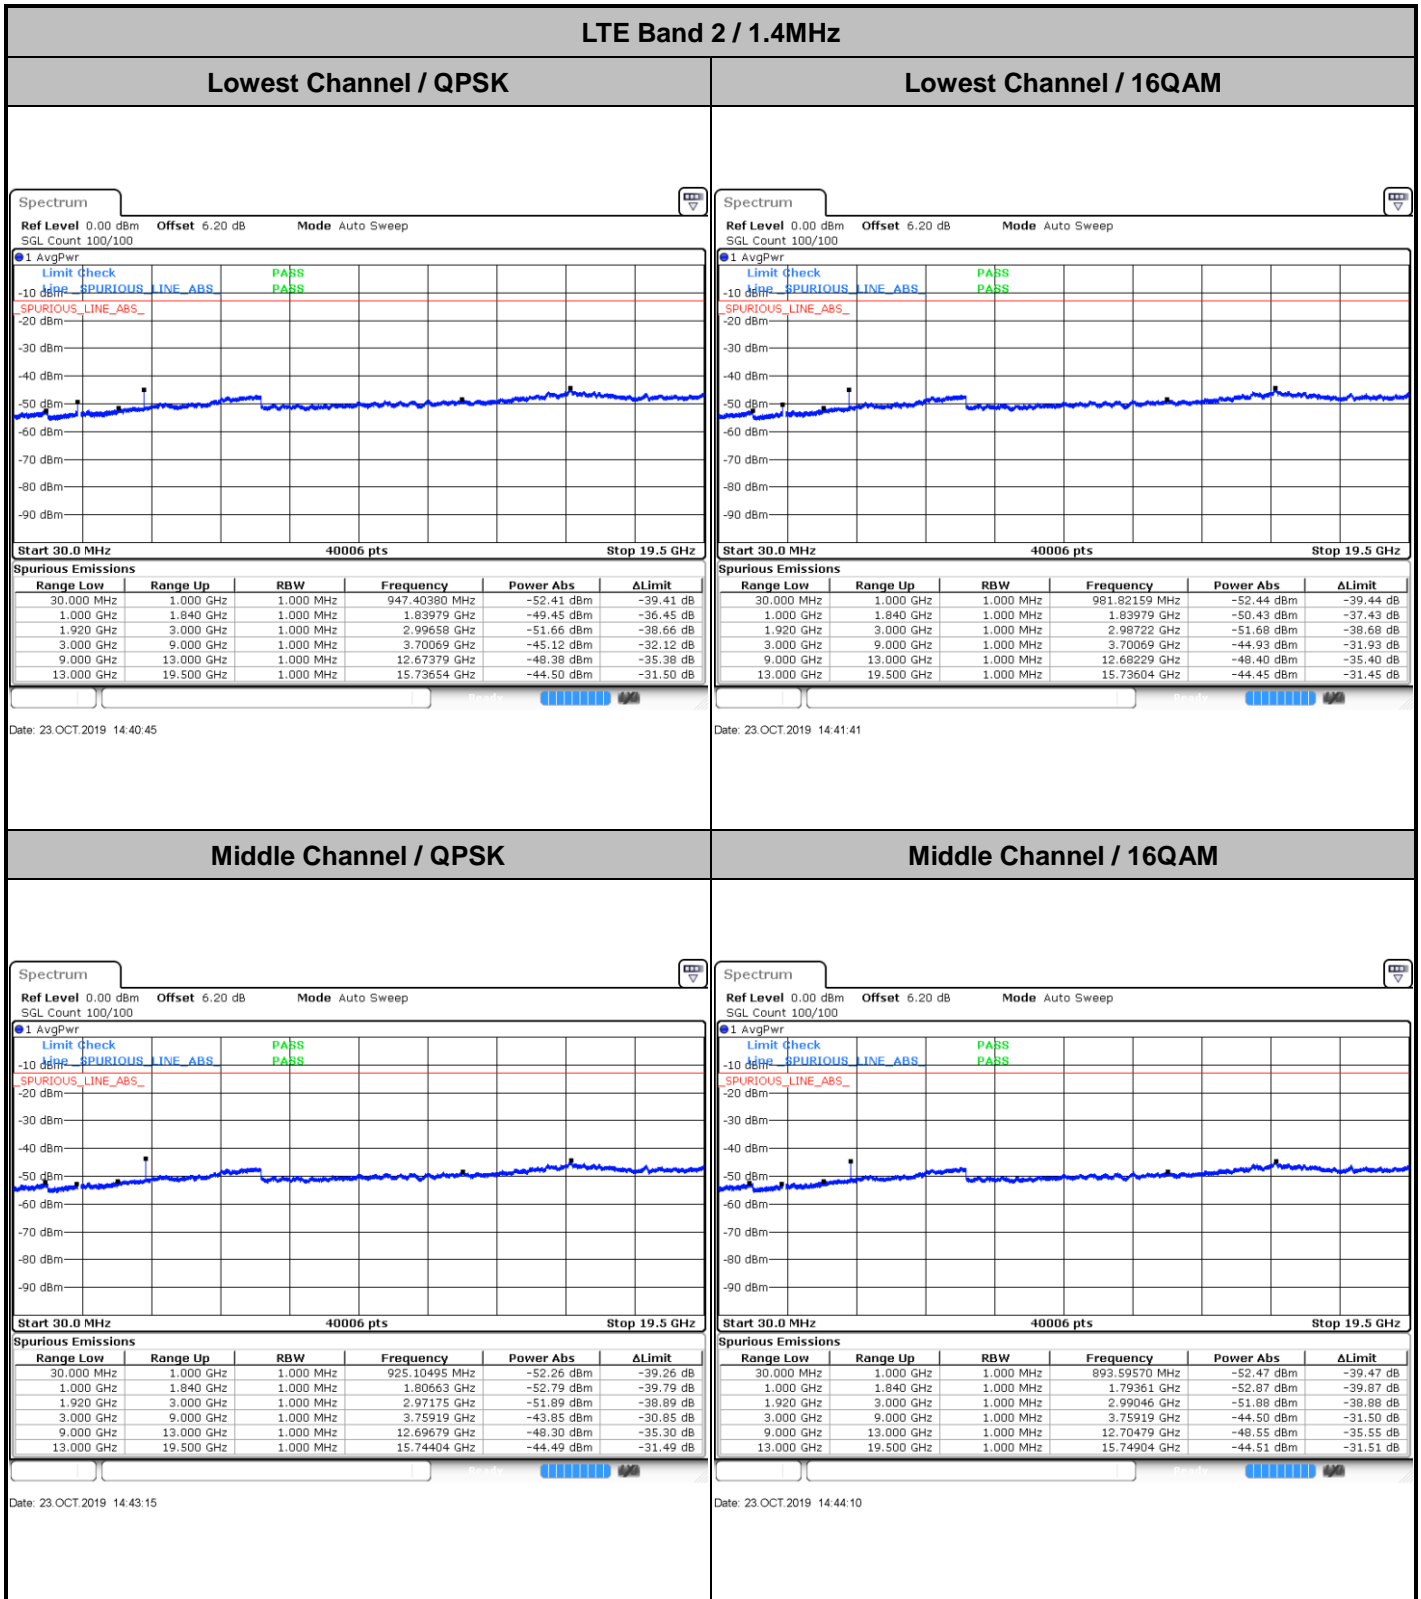 LTE Band 2 / 1.4MHz
Lowest Channel / QPSK
Lowest Channel / 16QAM
Spectrum
Ref Level 0.00 dBm Offset 6.20 dB Mode Auto Sweep
SGL Count 100/100
1 AvgPwr
Limit Check PASS
Line _SPURIOUS_LINE_ABS_ PASS
-10 dBm
_SPURIOUS_LINE_ABS_
-20 dBm
-30 dBm
-40 dBm
-50 dBm
-60 dBm
-70 dBm
-80 dBm
-90 dBm
Start 30.0 MHz 40006 pts Stop 19.5 GHz
Spurious Emissions
Range Low Range Up RBW Frequency Power Abs ΔLimit
30.000 MHz 1.000 GHz 1.000 MHz 947.40380 MHz -52.41 dBm -39.41 dB
1.000 GHz 1.840 GHz 1.000 MHz 1.83979 GHz -49.45 dBm -36.45 dB
1.920 GHz 3.000 GHz 1.000 MHz 2.99658 GHz -51.66 dBm -38.66 dB
3.000 GHz 9.000 GHz 1.000 MHz 3.70069 GHz -45.12 dBm -32.12 dB
9.000 GHz 13.000 GHz 1.000 MHz 12.67379 GHz -48.38 dBm -35.38 dB
13.000 GHz 19.500 GHz 1.000 MHz 15.73654 GHz -44.50 dBm -31.50 dB
Ready
Date: 23.OCT.2019 14:40:45
Spectrum
Ref Level 0.00 dBm Offset 6.20 dB Mode Auto Sweep
SGL Count 100/100
1 AvgPwr
Limit Check PASS
Line _SPURIOUS_LINE_ABS_ PASS
-10 dBm
_SPURIOUS_LINE_ABS_
-20 dBm
-30 dBm
-40 dBm
-50 dBm
-60 dBm
-70 dBm
-80 dBm
-90 dBm
Start 30.0 MHz 40006 pts Stop 19.5 GHz
Spurious Emissions
Range Low Range Up RBW Frequency Power Abs ΔLimit
30.000 MHz 1.000 GHz 1.000 MHz 981.82159 MHz -52.44 dBm -39.44 dB
1.000 GHz 1.840 GHz 1.000 MHz 1.83979 GHz -50.43 dBm -37.43 dB
1.920 GHz 3.000 GHz 1.000 MHz 2.98722 GHz -51.68 dBm -38.68 dB
3.000 GHz 9.000 GHz 1.000 MHz 3.70069 GHz -44.93 dBm -31.93 dB
9.000 GHz 13.000 GHz 1.000 MHz 12.68229 GHz -48.40 dBm -35.40 dB
13.000 GHz 19.500 GHz 1.000 MHz 15.73604 GHz -44.45 dBm -31.45 dB
Ready
Date: 23.OCT.2019 14:41:41
Middle Channel / QPSK
Middle Channel / 16QAM
Spectrum
Ref Level 0.00 dBm Offset 6.20 dB Mode Auto Sweep
SGL Count 100/100
1 AvgPwr
Limit Check PASS
Line _SPURIOUS_LINE_ABS_ PASS
-10 dBm
_SPURIOUS_LINE_ABS_
-20 dBm
-30 dBm
-40 dBm
-50 dBm
-60 dBm
-70 dBm
-80 dBm
-90 dBm
Start 30.0 MHz 40006 pts Stop 19.5 GHz
Spurious Emissions
Range Low Range Up RBW Frequency Power Abs ΔLimit
30.000 MHz 1.000 GHz 1.000 MHz 925.10495 MHz -52.26 dBm -39.26 dB
1.000 GHz 1.840 GHz 1.000 MHz 1.80663 GHz -52.79 dBm -39.79 dB
1.920 GHz 3.000 GHz 1.000 MHz 2.97175 GHz -51.89 dBm -38.89 dB
3.000 GHz 9.000 GHz 1.000 MHz 3.75919 GHz -43.85 dBm -30.85 dB
9.000 GHz 13.000 GHz 1.000 MHz 12.69679 GHz -48.30 dBm -35.30 dB
13.000 GHz 19.500 GHz 1.000 MHz 15.74404 GHz -44.49 dBm -31.49 dB
Ready
Date: 23.OCT.2019 14:43:15
Spectrum
Ref Level 0.00 dBm Offset 6.20 dB Mode Auto Sweep
SGL Count 100/100
1 AvgPwr
Limit Check PASS
Line _SPURIOUS_LINE_ABS_ PASS
-10 dBm
_SPURIOUS_LINE_ABS_
-20 dBm
-30 dBm
-40 dBm
-50 dBm
-60 dBm
-70 dBm
-80 dBm
-90 dBm
Start 30.0 MHz 40006 pts Stop 19.5 GHz
Spurious Emissions
Range Low Range Up RBW Frequency Power Abs ΔLimit
30.000 MHz 1.000 GHz 1.000 MHz 893.59570 MHz -52.47 dBm -39.47 dB
1.000 GHz 1.840 GHz 1.000 MHz 1.79361 GHz -52.87 dBm -39.87 dB
1.920 GHz 3.000 GHz 1.000 MHz 2.99046 GHz -51.88 dBm -38.88 dB
3.000 GHz 9.000 GHz 1.000 MHz 3.75919 GHz -44.50 dBm -31.50 dB
9.000 GHz 13.000 GHz 1.000 MHz 12.70479 GHz -48.55 dBm -35.55 dB
13.000 GHz 19.500 GHz 1.000 MHz 15.74904 GHz -44.51 dBm -31.51 dB
Ready
Date: 23.OCT.2019 14:44:10